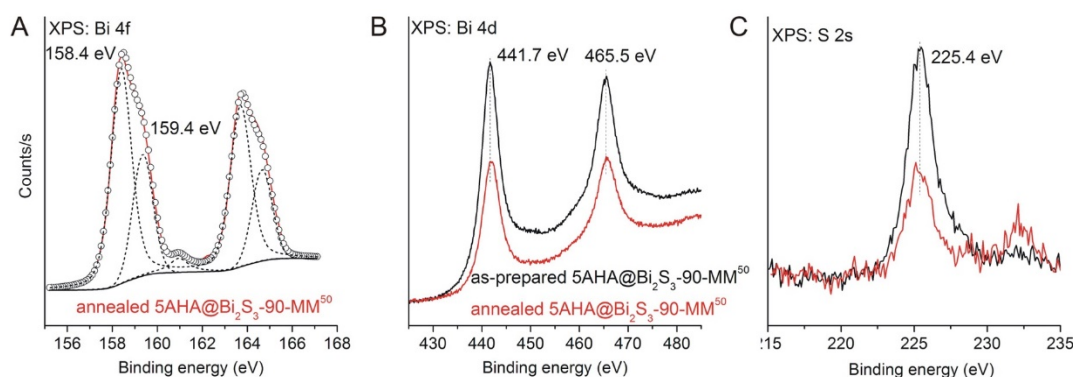 A
XPS: Bi 4f
158.4 eV
159.4 eV
Counts/s
annealed 5AHA@Bi₂S₃-90-MM⁵⁰
156 158 160 162 164 166 168
Binding energy (eV)
B
XPS: Bi 4d
441.7 eV 465.5 eV
as-prepared 5AHA@Bi₂S₃-90-MM⁵⁰
annealed 5AHA@Bi₂S₃-90-MM⁵⁰
430 440 450 460 470 480
Binding energy (eV)
C
XPS: S 2s
225.4 eV
215 220 225 230 235
Binding energy (eV)